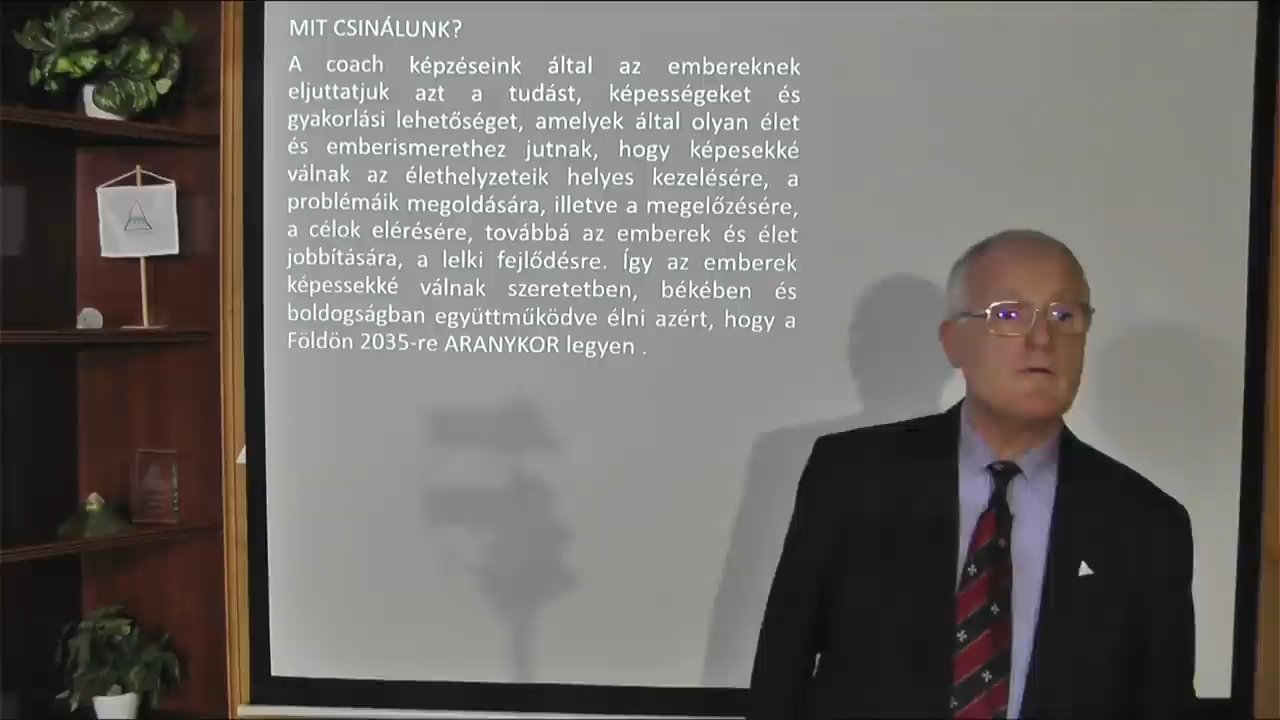 MIT CSINÁLUNK?
A coach képzéseink által az embereknek
eljuttatjuk azt a tudást, képességeket és
gyakorlási lehetőséget, amelyek által olyan élet
és emberismerethez jutnak, hogy képesekké
válnak az élethelyzeteik helyes kezelésére, a
problémáik megoldására, illetve a megelőzésére,
a célok elérésére, továbbá az emberek és élet
jobbítására, a lelki fejlődésre. Így az emberek
képessekké válnak szeretetben, békében és
boldogságban együttműködve élni azért, hogy a
Földön 2035-re ARANYKOR legyen .